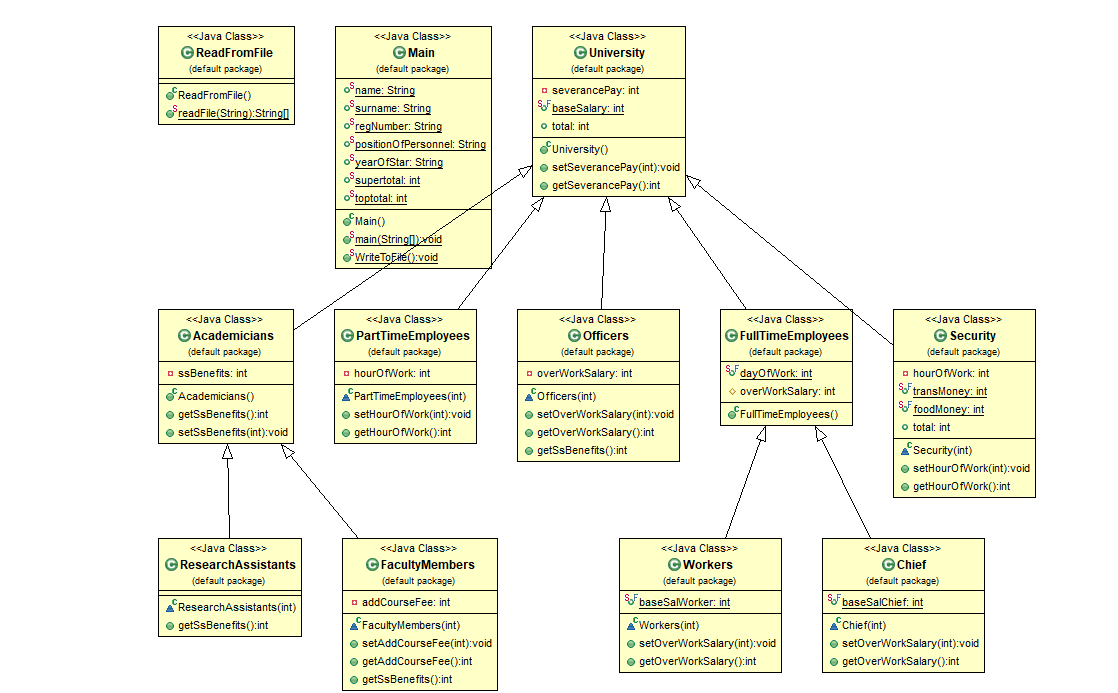 <<Java Class>>
ReadFromFile
(default package)
ReadFromFile()
readFile(String):String[]
<<Java Class>>
Main
(default package)
name: String
surname: String
regNumber: String
positionOfPersonnel: String
yearOfStar: String
supertotal: int
toptotal: int
Main()
main(String[]):void
WriteToFile():void
<<Java Class>>
University
(default package)
severancePay: int
baseSalary: int
total: int
University()
setSeverancePay(int):void
getSeverancePay():int
<<Java Class>>
Academicians
(default package)
ssBenefits: int
Academicians()
getSsBenefits():int
setSsBenefits(int):void
<<Java Class>>
PartTimeEmployees
(default package)
hourOfWork: int
PartTimeEmployees(int)
setHourOfWork(int):void
getHourOfWork():int
<<Java Class>>
Officers
(default package)
overWorkSalary: int
Officers(int)
setOverWorkSalary(int):void
getOverWorkSalary():int
getSsBenefits():int
<<Java Class>>
FullTimeEmployees
(default package)
dayOfWork: int
overWorkSalary: int
FullTimeEmployees()
<<Java Class>>
Security
(default package)
hourOfWork: int
transMoney: int
foodMoney: int
total: int
Security(int)
setHourOfWork(int):void
getHourOfWork():int
<<Java Class>>
ResearchAssistants
(default package)
ResearchAssistants(int)
getSsBenefits():int
<<Java Class>>
FacultyMembers
(default package)
addCourseFee: int
FacultyMembers(int)
setAddCourseFee(int):void
getAddCourseFee():int
getSsBenefits():int
<<Java Class>>
Workers
(default package)
baseSalWorker: int
Workers(int)
setOverWorkSalary(int):void
getOverWorkSalary():int
<<Java Class>>
Chief
(default package)
baseSalChief: int
Chief(int)
setOverWorkSalary(int):void
getOverWorkSalary():int